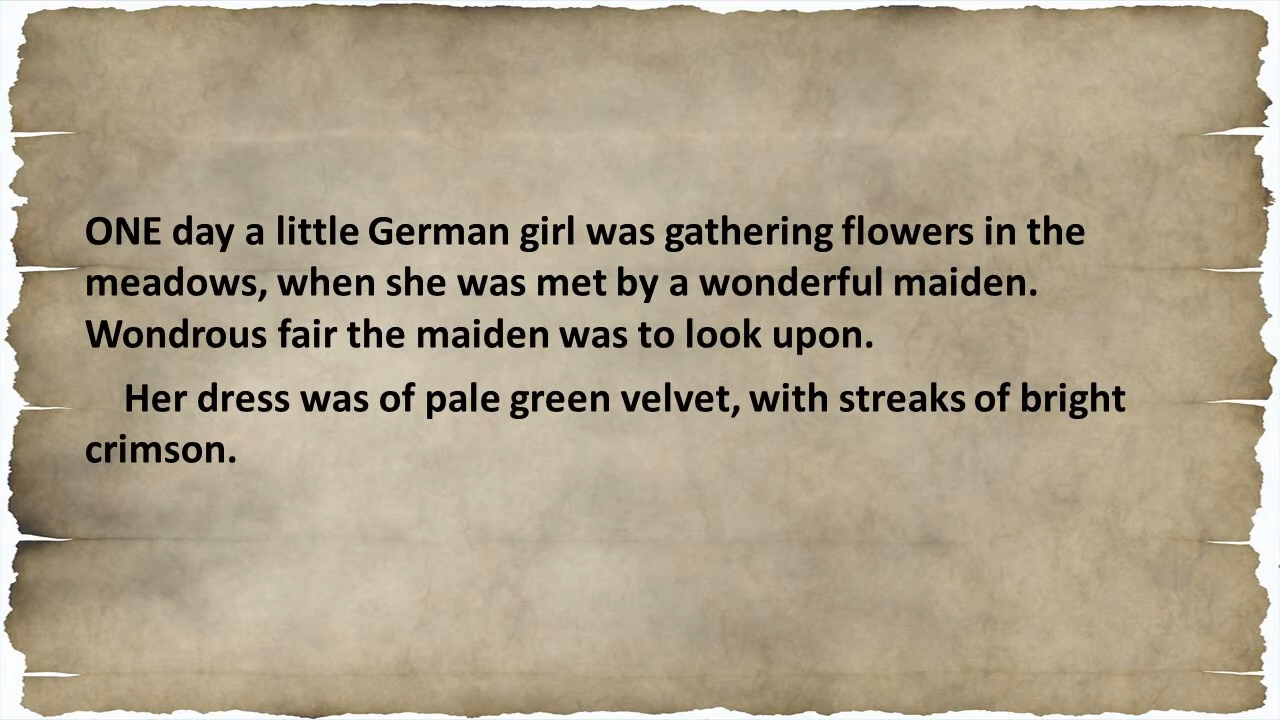 ONE day a little German girl was gathering flowers in the
meadows, when she was met by a wonderful maiden.
Wondrous fair the maiden was to look upon.
Her dress was of pale green velvet, with streaks of bright
crimson.